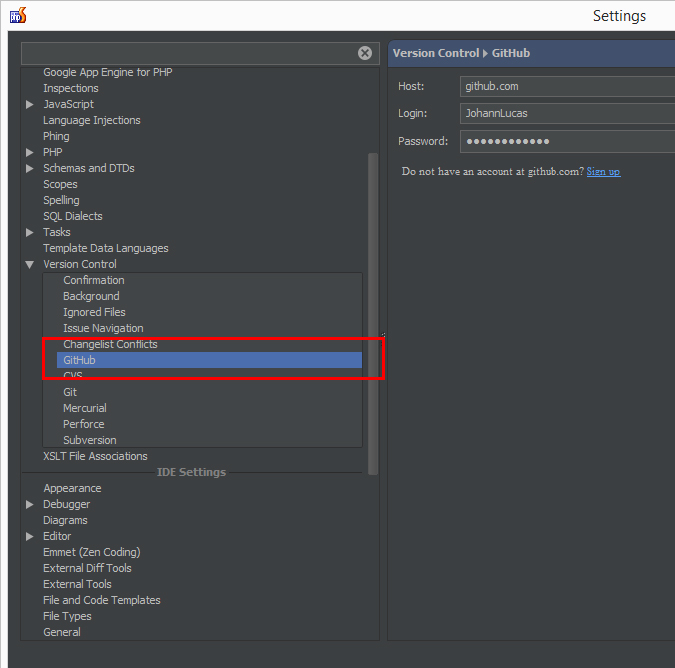 Settings
Google App Engine for PHP
Inspections
JavaScript
Language Injections
Phing
PHP
Schemas and DTDs
Scopes
Spelling
SQL Dialects
Tasks
Template Data Languages
Version Control
Confirmation
Background
Ignored Files
Issue Navigation
Changelist Conflicts
GitHub
CVS
Git
Mercurial
Perforce
Subversion
XSLT File Associations
IDE Settings
Appearance
Debugger
Diagrams
Editor
Emmet (Zen Coding)
External Diff Tools
External Tools
File and Code Templates
File Types
General
Version Control GitHub
Host: github.com
Login: JohannLucas
Password: ●●●●●●●●●●●●
Do not have an account at github.com? Sign up